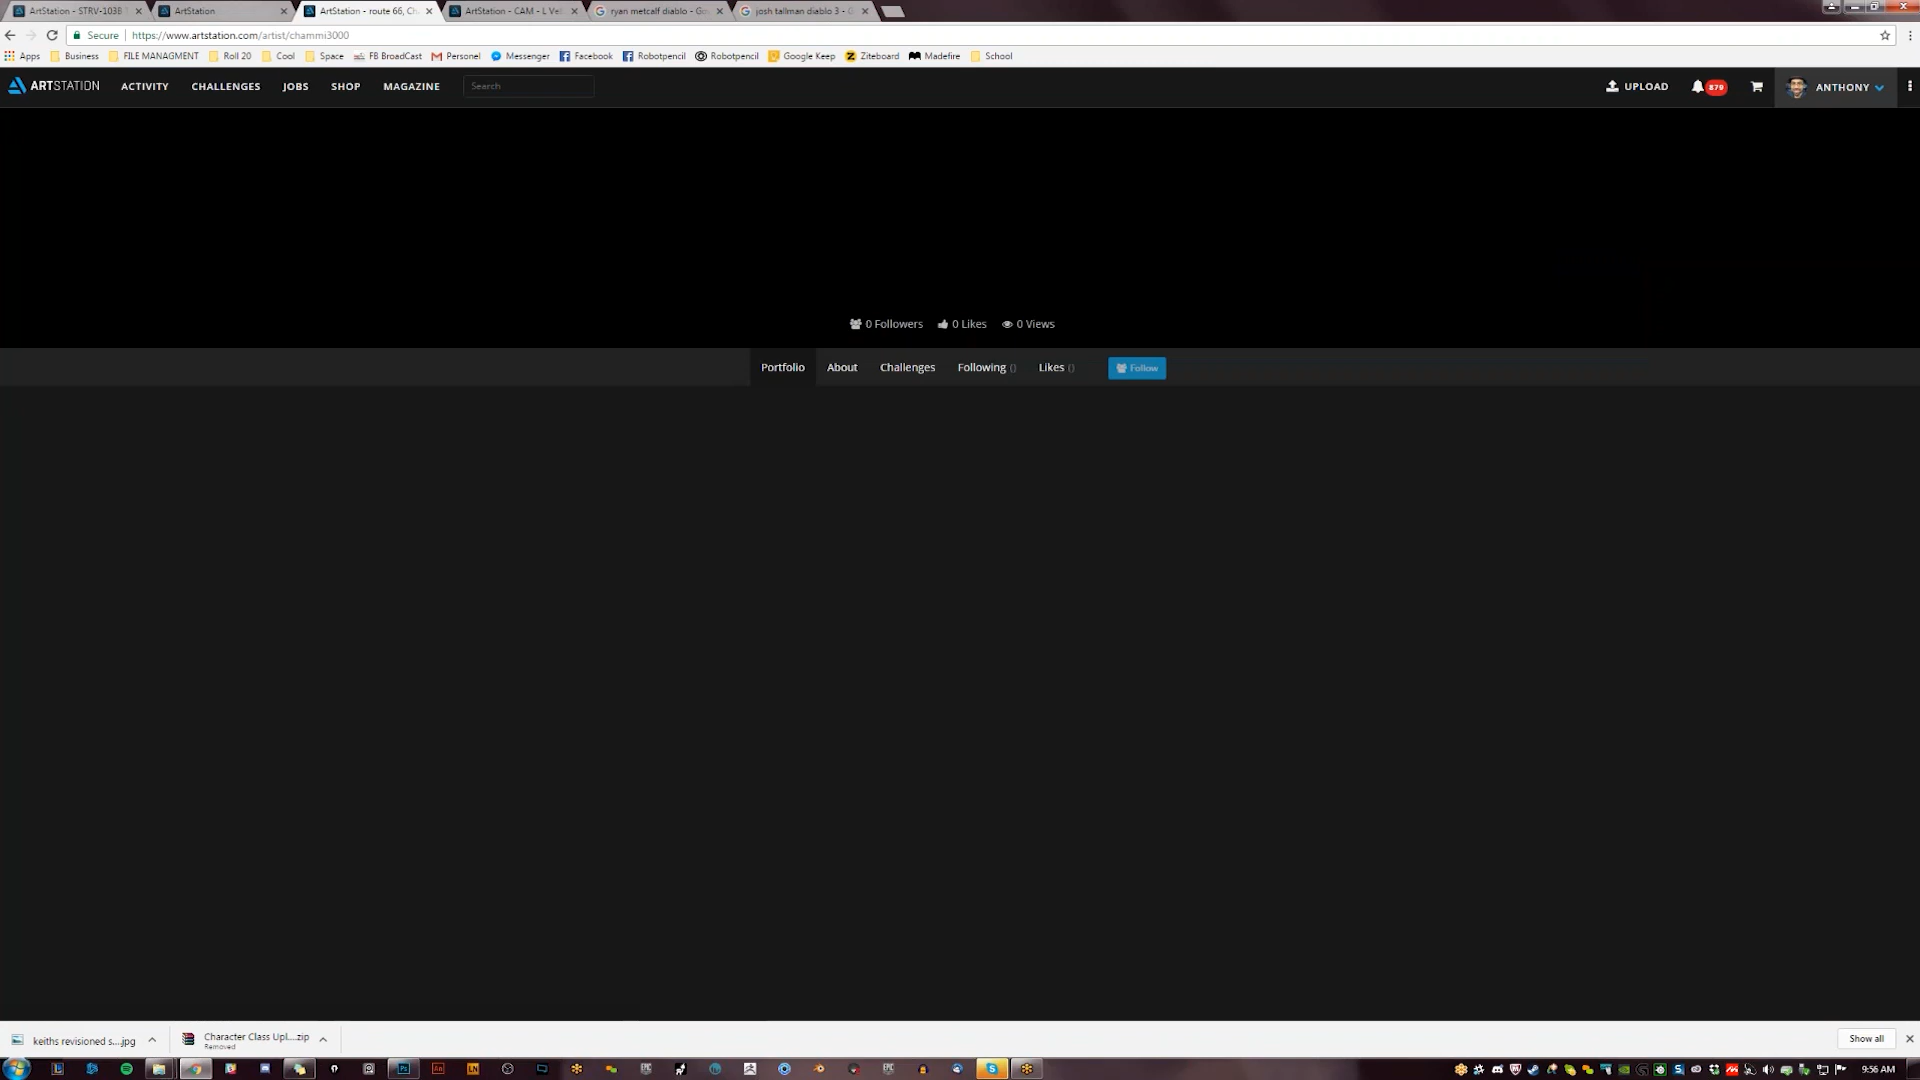 ArtStation - STRV-103B
ArtStation
ArtStation - route 66, Ch
ArtStation - CAM - L Vel
ryan metcalf diablo - Go
josh tallman diablo 3 -
Secure
https://www.artstation.com/artist/chammi3000
Apps
Business
FILE MANAGMENT
Roll 20
Cool
Space
FB BroadCast
Personel
Messenger
Facebook
Robotpencil
Robotpencil
Google Keep
Ziteboard
Madefire
School
ARTSTATION
ACTIVITY
CHALLENGES
JOBS
SHOP
MAGAZINE
Search
UPLOAD
879
ANTHONY
0 Followers
0 Likes
0 Views
Portfolio
About
Challenges
Following ()
Likes ()
Follow
keiths revisioned s....jpg
Character Class Upl....zip
Removed
Show all
9:56 AM